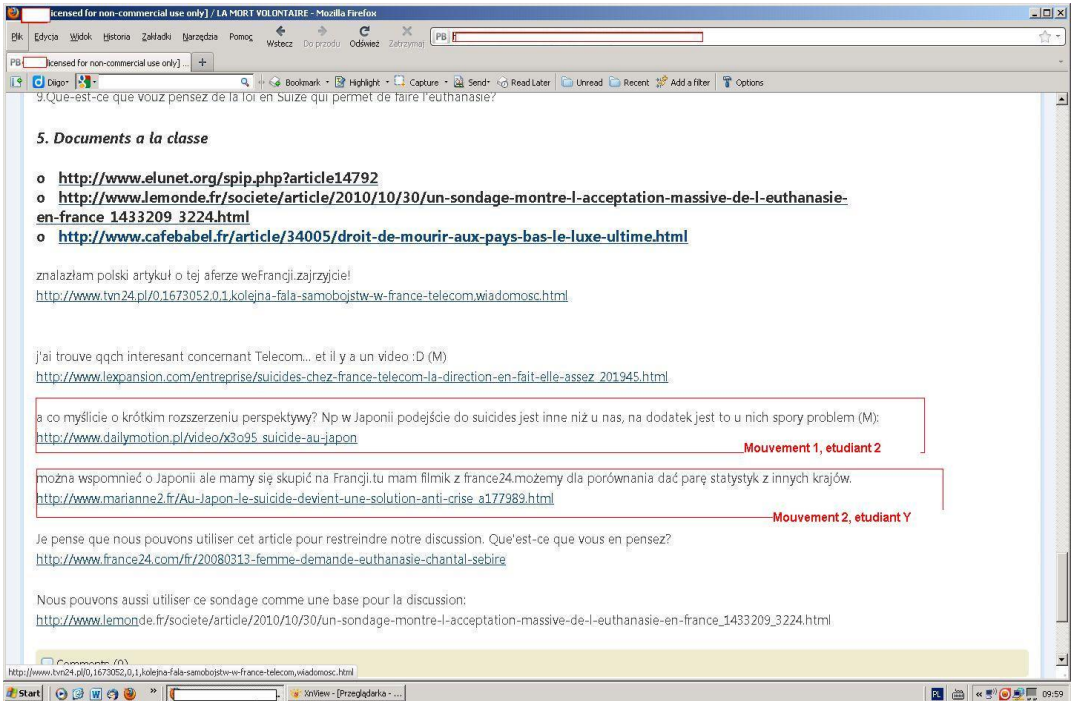 icensed for non-commercial use only] / LA MORT VOLONTAIRE - Mozilla Firefox
Plik Edycja Widok Historia Zakładki Narzędzia Pomoc Wstecz Do przodu Odśwież Zatrzymaj PB
PB licensed for non-commercial use only] ... +
Diigo Bookmark Highlight Capture Send Read Later Unread Recent Add a filter Options
9.Que-est-ce que vouz pensez de la loi en Suize qui permet de faire l'euthanasie?
5. Documents a la classe
o http://www.elunet.org/spip.php?article14792
o http://www.lemonde.fr/societe/article/2010/10/30/un-sondage-montre-l-acceptation-massive-de-l-euthanasie-
en-france_1433209_3224.html
o http://www.cafebabel.fr/article/34005/droit-de-mourir-aux-pays-bas-le-luxe-ultime.html
znalazłam polski artykuł o tej aferze weFrancji.zajrzyjcie!
http://www.tvn24.pl/0,1673052,0,1,kolejna-fala-samobojstw-w-france-telecom,wiadomosc.html
j'ai trouve qqch interesant concernant Telecom... et il y a un video :D (M)
http://www.lexpansion.com/entreprise/suicides-chez-france-telecom-la-direction-en-fait-elle-assez_201945.html
a co myślicie o krótkim rozszerzeniu perspektywy? Np w Japonii podejście do suicides jest inne niż u nas, na dodatek jest to u nich spory problem (M):
http://www.dailymotion.pl/video/x3o95_suicide-au-japon
Mouvement 1, etudiant 2
można wspomnieć o Japonii ale mamy się skupić na Francji.tu mam filmik z france24.możemy dla porównania dać parę statystyk z innych krajów.
http://www.marianne2.fr/Au-Japon-le-suicide-devient-une-solution-anti-crise_a177989.html
Mouvement 2, etudiant Y
Je pense que nous pouvons utiliser cet article pour restreindre notre discussion. Que'est-ce que vous en pensez?
http://www.france24.com/fr/20080313-femme-demande-euthanasie-chantal-sebire
Nous pouvons aussi utiliser ce sondage comme une base pour la discussion:
http://www.lemonde.fr/societe/article/2010/10/30/un-sondage-montre-l-acceptation-massive-de-l-euthanasie-en-france_1433209_3224.html
Comments (0)
http://www.tvn24.pl/0,1673052,0,1,kolejna-fala-samobojstw-w-france-telecom,wiadomosc.html
Start XnView - [Przeglądarka - ... PL 09:59